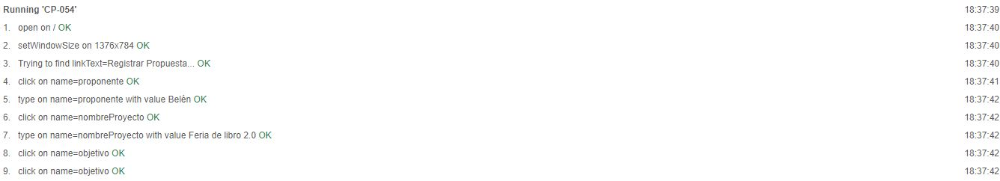 Running 'CP-054' 18:37:39
1. open on / OK 18:37:40
2. setWindowSize on 1376x784 OK 18:37:40
3. Trying to find linkText=Registrar Propuesta... OK 18:37:40
4. click on name=proponente OK 18:37:41
5. type on name=proponente with value Belén OK 18:37:42
6. click on name=nombreProyecto OK 18:37:42
7. type on name=nombreProyecto with value Feria de libro 2.0 OK 18:37:42
8. click on name=objetivo OK 18:37:42
9. click on name=objetivo OK 18:37:42